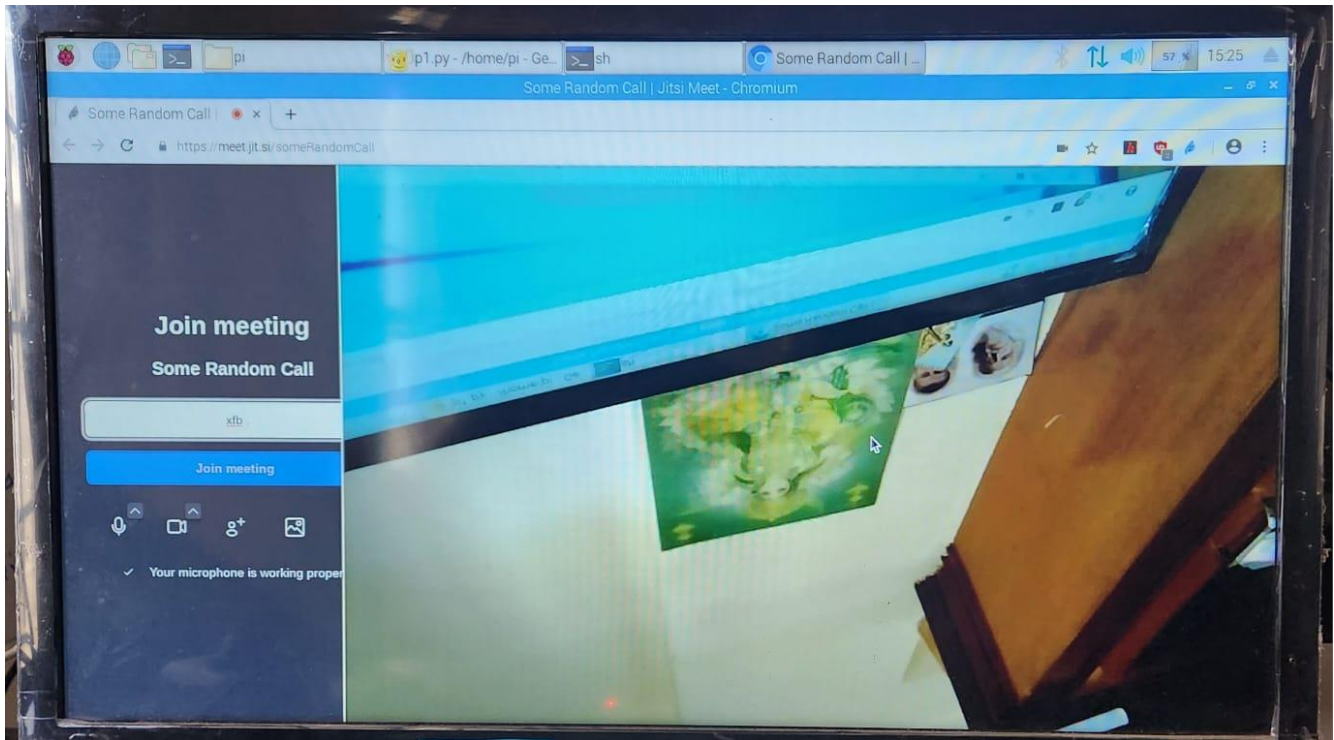 pi
p1.py - /home/pi - Ge...
sh
Some Random Call | ...
57 %
15:25
Some Random Call | Jitsi Meet - Chromium
Some Random Call |
https://meet.jit.si/someRandomCall
Join meeting
Some Random Call
xfb
Join meeting
Your microphone is working proper